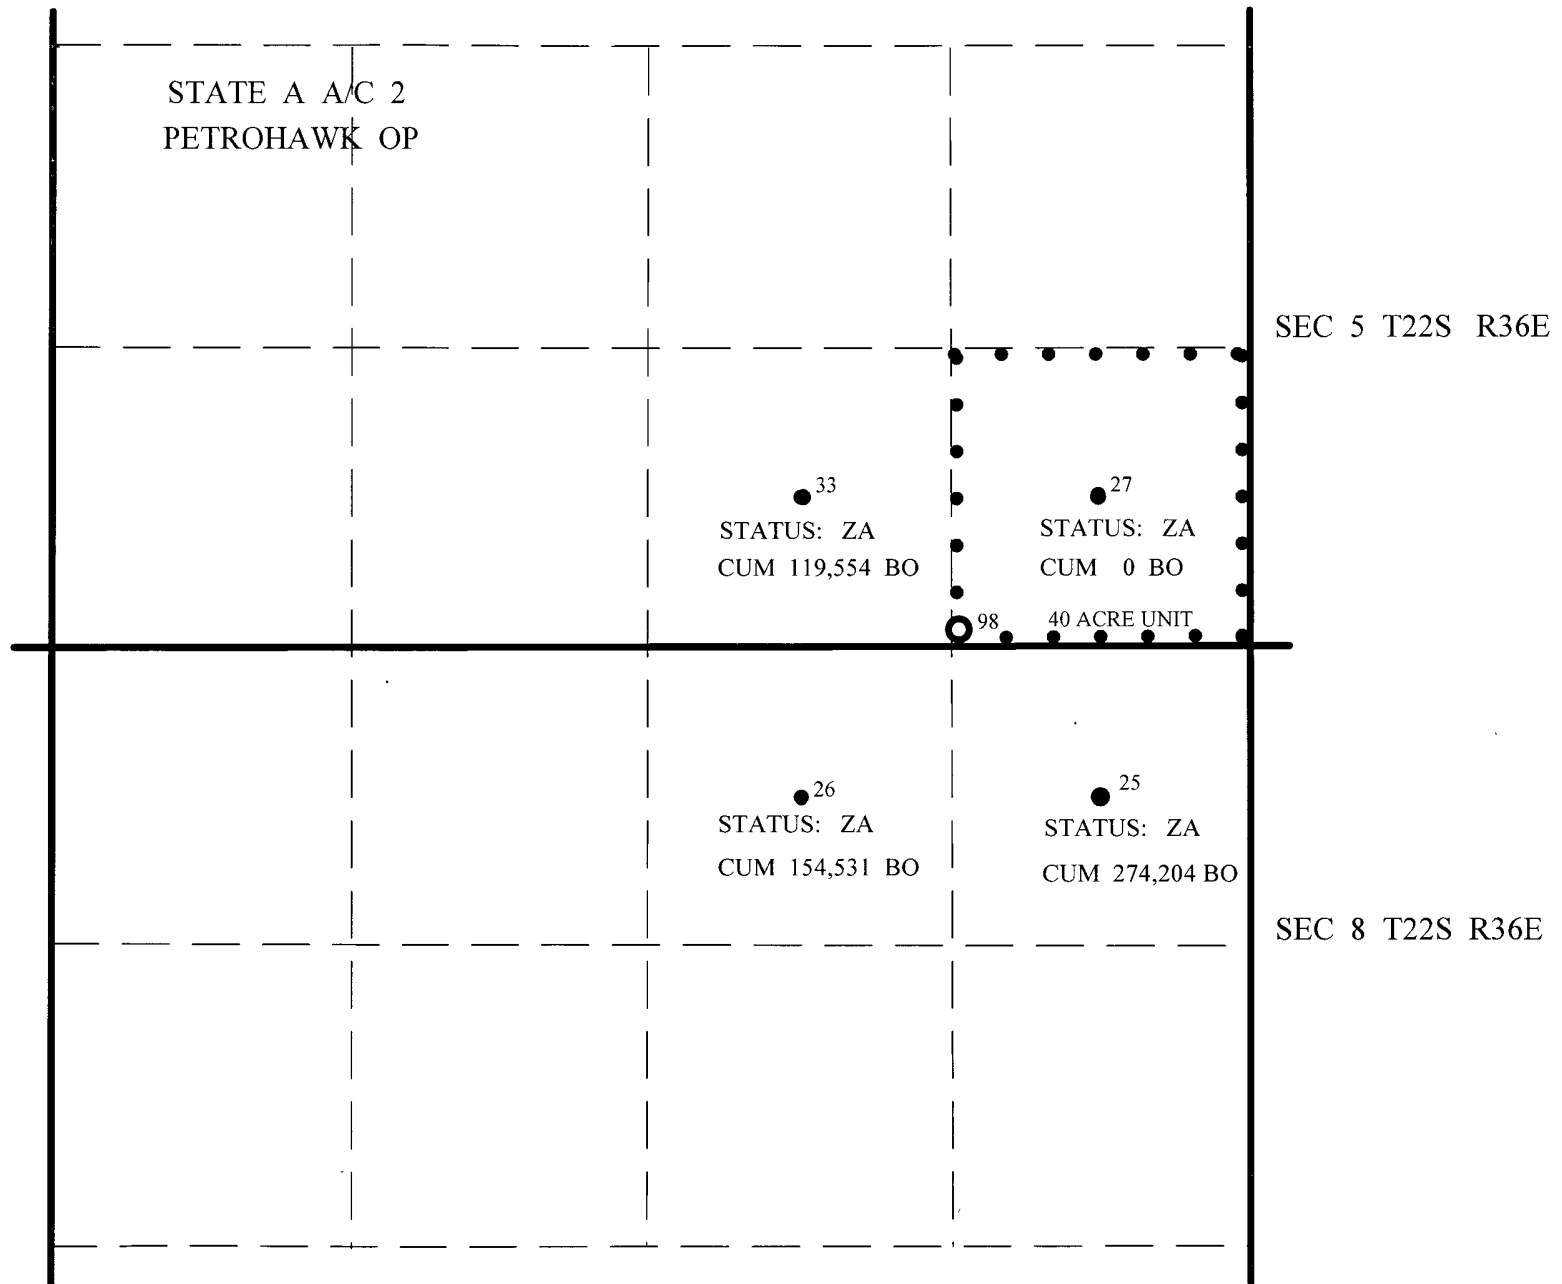 STATE A A/C 2
PETROHAWK OP
SEC 5 T22S R36E
33
STATUS: ZA
CUM 119,554 BO
27
STATUS: ZA
CUM 0 BO
98
40 ACRE UNIT
26
STATUS: ZA
CUM 154,531 BO
25
STATUS: ZA
CUM 274,204 BO
SEC 8 T22S R36E